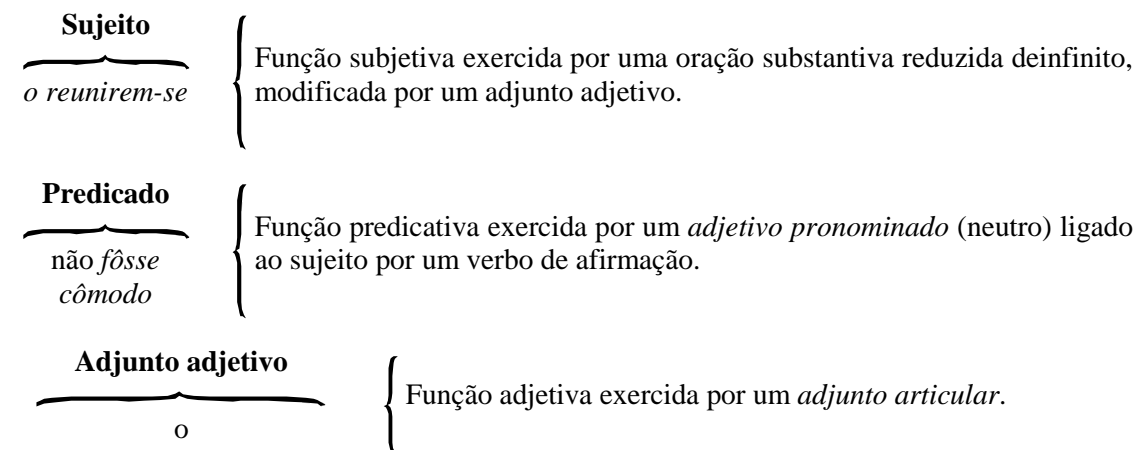 Sujeito
o reunirem-se
Função subjetiva exercida por uma oração substantiva reduzida deinfinito,
modificada por um adjunto adjetivo.
Predicado
não fôsse
cômodo
Função predicativa exercida por um adjetivo pronominado (neutro) ligado
ao sujeito por um verbo de afirmação.
Adjunto adjetivo
o
Função adjetiva exercida por um adjunto articular.